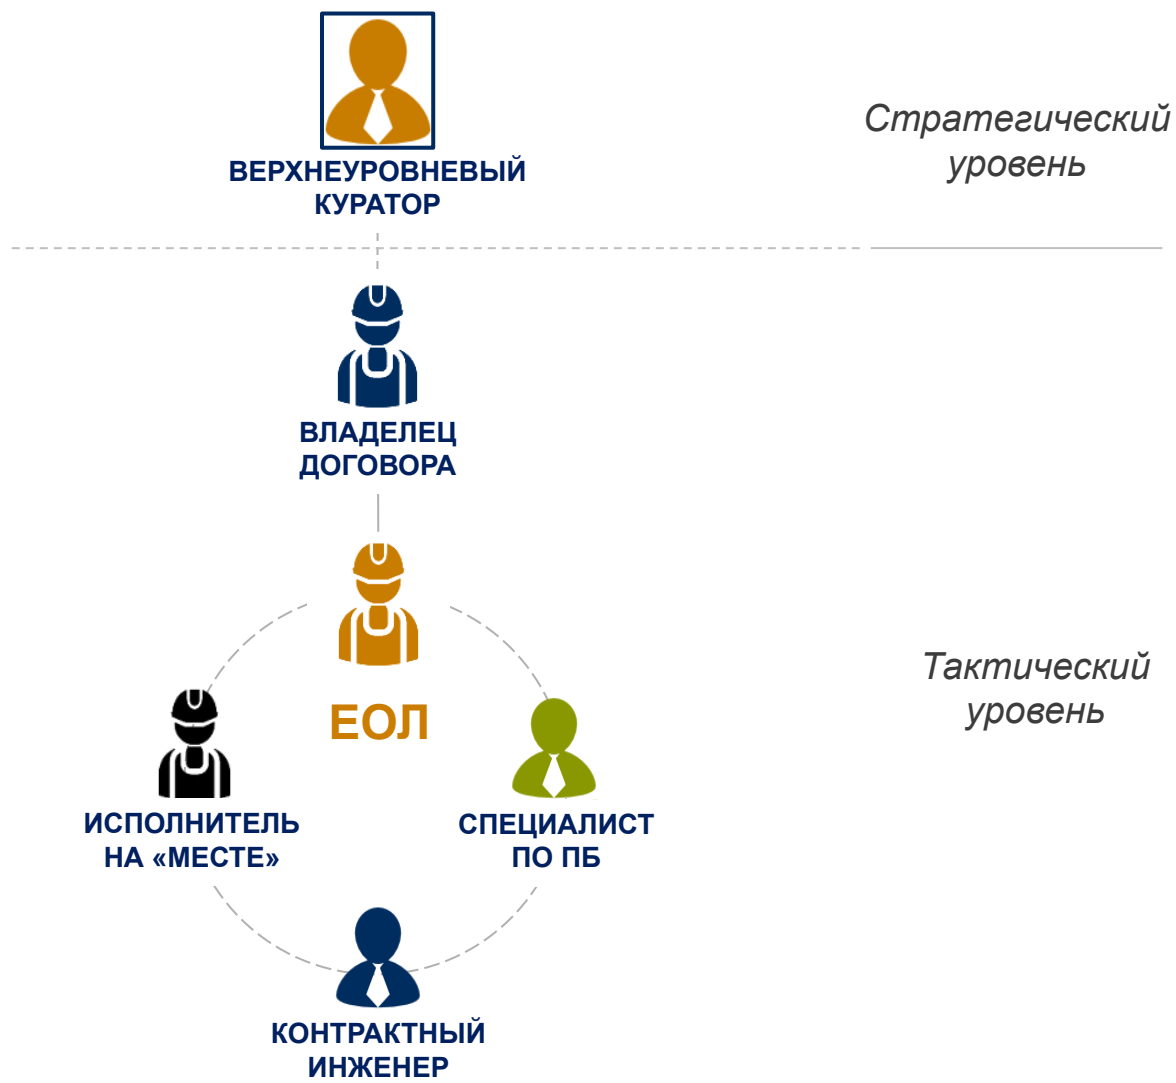 ВЕРХНЕУРОВНЕВЫЙ
КУРАТОР
Стратегический
уровень
ВЛАДЕЛЕЦ
ДОГОВОРА
ЕОЛ
Тактический
уровень
ИСПОЛНИТЕЛЬ
НА «МЕСТЕ»
СПЕЦИАЛИСТ
ПО ПБ
КОНТРАКТНЫЙ
ИНЖЕНЕР